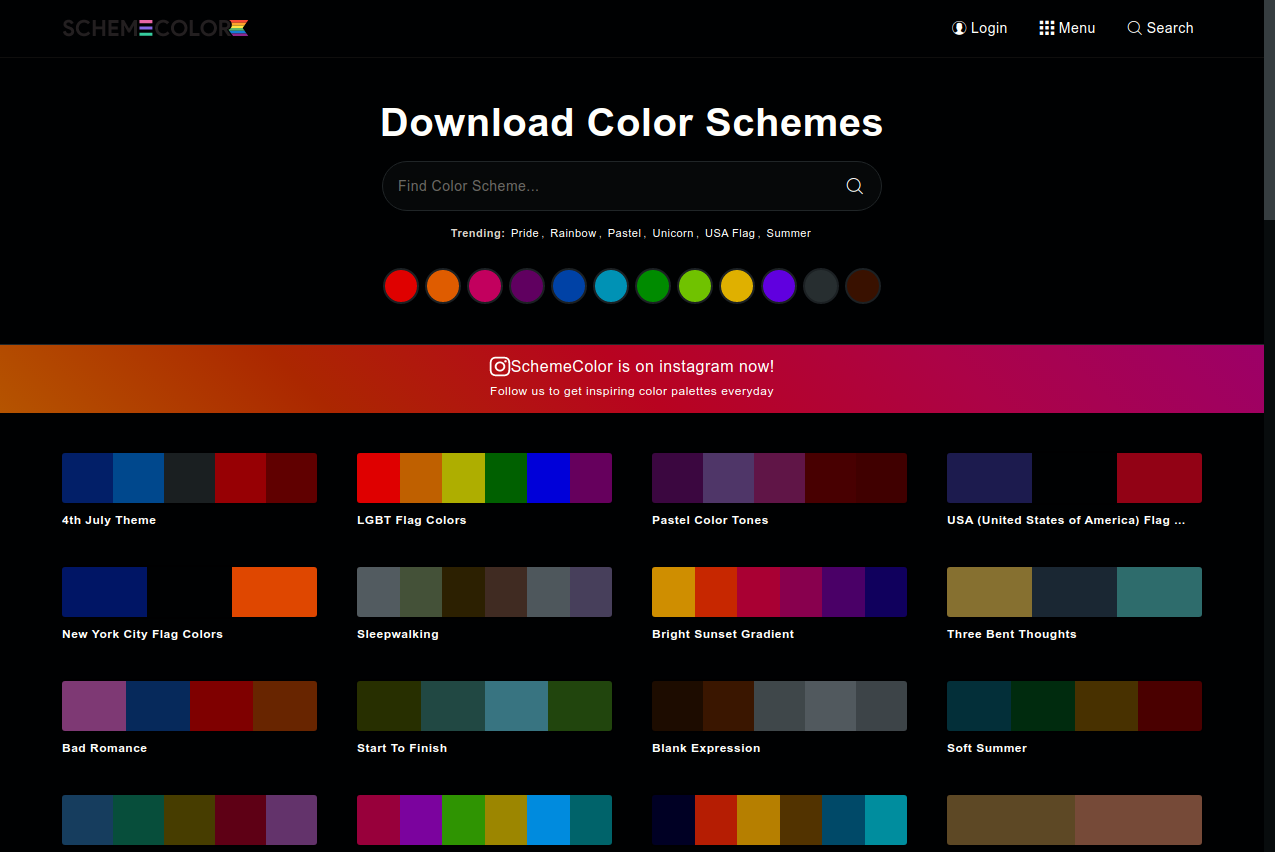 SCHEMECOLOR
Login
Menu
Search
Download Color Schemes
Find Color Scheme...
Trending: Pride , Rainbow , Pastel , Unicorn , USA Flag , Summer
SchemeColor is on instagram now!
Follow us to get inspiring color palettes everyday
4th July Theme
LGBT Flag Colors
Pastel Color Tones
USA (United States of America) Flag ...
New York City Flag Colors
Sleepwalking
Bright Sunset Gradient
Three Bent Thoughts
Bad Romance
Start To Finish
Blank Expression
Soft Summer